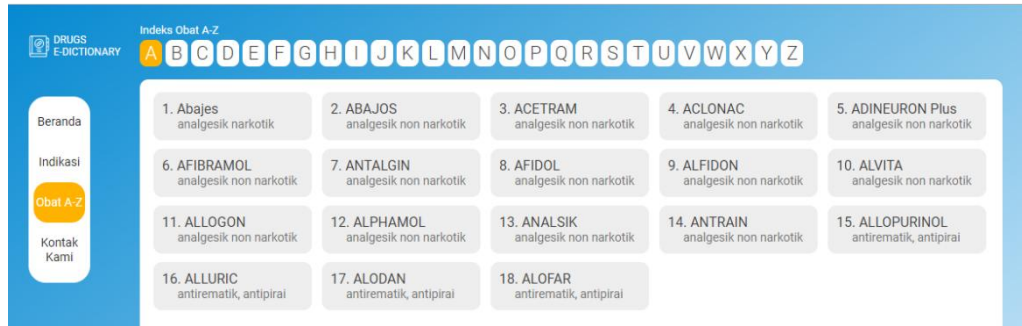 DRUGS
E-DICTIONARY
Indeks Obat A-Z
A B C D E F G H I J K L M N O P Q R S T U V W X Y Z
Beranda
Indikasi
Obat A-Z
Kontak
Kami
1. Abajes
analgesik narkotik
2. ABAJOS
analgesik non narkotik
3. ACETRAM
analgesik non narkotik
4. ACLONAC
analgesik non narkotik
5. ADINEURON Plus
analgesik non narkotik
6. AFIBRAMOL
analgesik non narkotik
7. ANTALGIN
analgesik non narkotik
8. AFIDOL
analgesik non narkotik
9. ALFIDON
analgesik non narkotik
10. ALVITA
analgesik non narkotik
11. ALLOGON
analgesik non narkotik
12. ALPHAMOL
analgesik non narkotik
13. ANALSIK
analgesik non narkotik
14. ANTRAIN
analgesik non narkotik
15. ALLOPURINOL
antirematik, antipirai
16. ALLURIC
antirematik, antipirai
17. ALODAN
antirematik, antipirai
18. ALOFAR
antirematik, antipirai